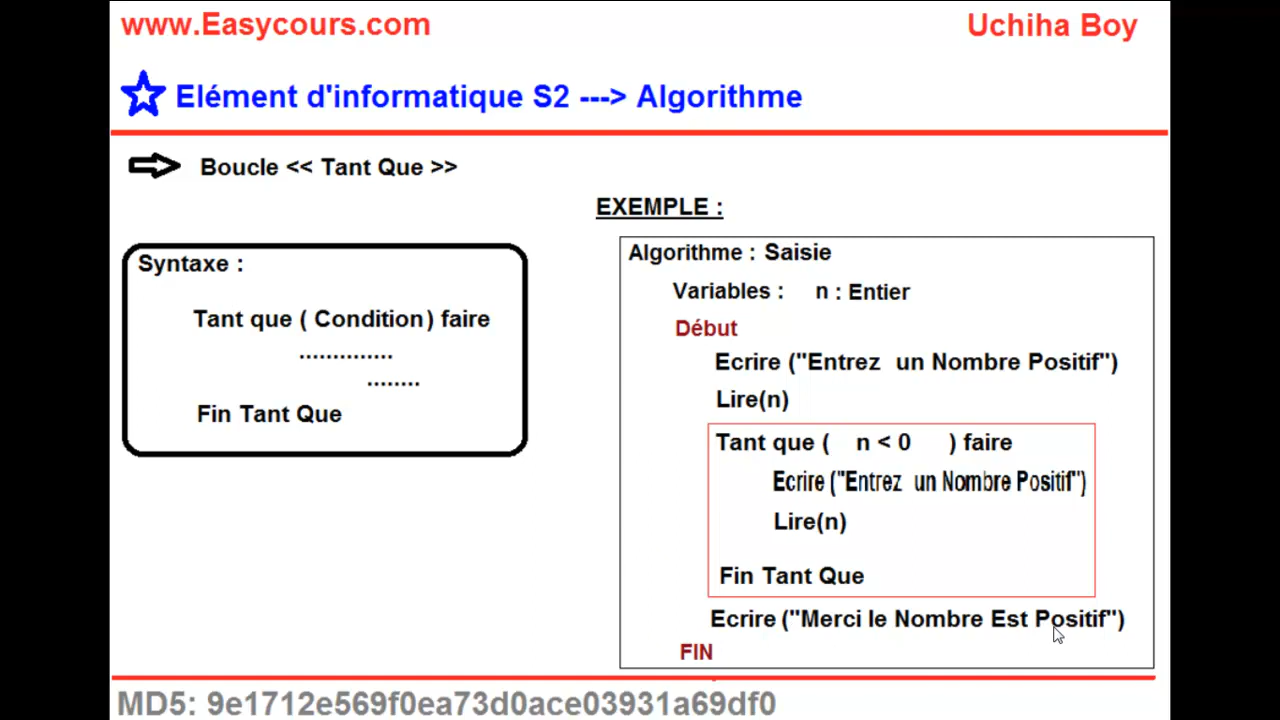 www.Easycours.com
Uchiha Boy
Elément d'informatique S2 ---> Algorithme
Boucle << Tant Que >>
EXEMPLE :
Syntaxe :
Tant que ( Condition ) faire
..............
........
Fin Tant Que
Algorithme : Saisie
Variables : n : Entier
Début
Ecrire ("Entrez un Nombre Positif")
Lire(n)
Tant que ( n < 0 ) faire
Ecrire ("Entrez un Nombre Positif")
Lire(n)
Fin Tant Que
Ecrire ("Merci le Nombre Est Positif")
FIN
MD5: 9e1712e569f0ea73d0ace03931a69df0